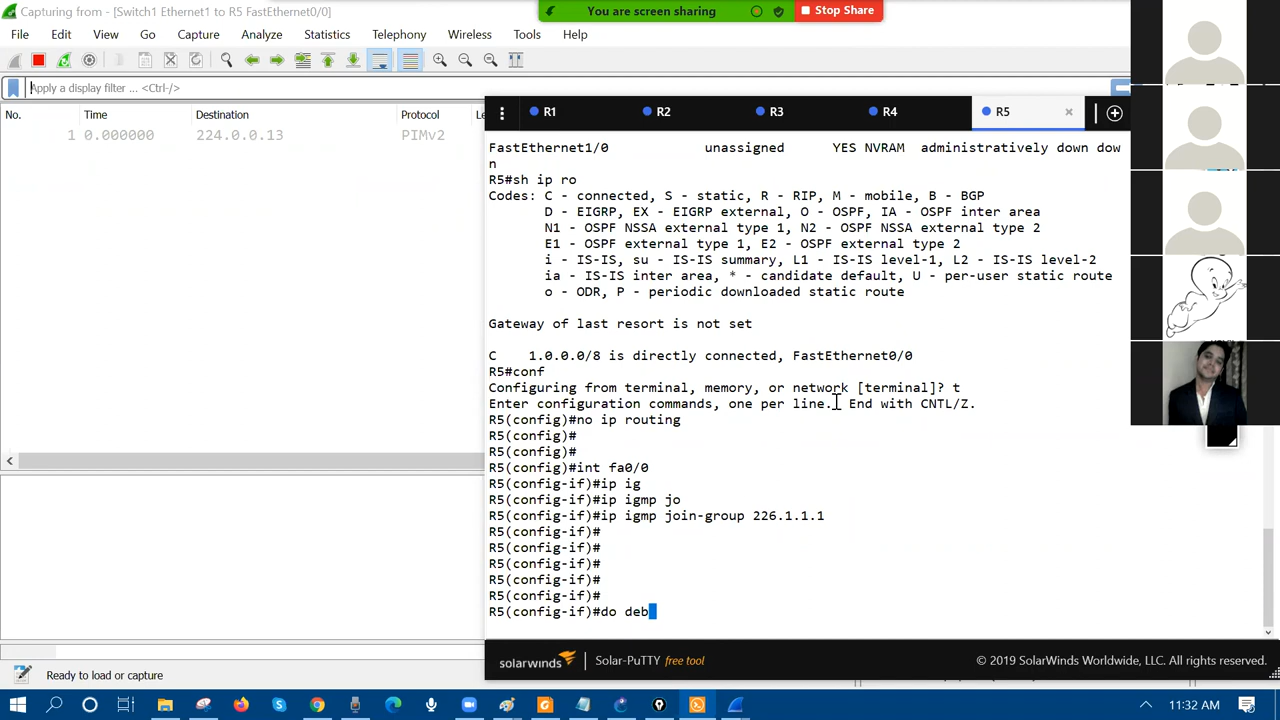 Capturing from - [Switch1 Ethernet1 to R5 FastEthernet0/0]
You are screen sharing
Stop Share
File Edit View Go Capture Analyze Statistics Telephony Wireless Tools Help
Apply a display filter ... <Ctrl-/>
No. Time Destination Protocol
1 0.000000 224.0.0.13 PIMv2
R1 R2 R3 R4 R5
FastEthernet1/0 unassigned YES NVRAM administratively down dow
n
R5#sh ip ro
Codes: C - connected, S - static, R - RIP, M - mobile, B - BGP
D - EIGRP, EX - EIGRP external, O - OSPF, IA - OSPF inter area
N1 - OSPF NSSA external type 1, N2 - OSPF NSSA external type 2
E1 - OSPF external type 1, E2 - OSPF external type 2
i - IS-IS, su - IS-IS summary, L1 - IS-IS level-1, L2 - IS-IS level-2
ia - IS-IS inter area, * - candidate default, U - per-user static route
o - ODR, P - periodic downloaded static route
Gateway of last resort is not set
C 1.0.0.0/8 is directly connected, FastEthernet0/0
R5#conf
Configuring from terminal, memory, or network [terminal]? t
Enter configuration commands, one per line. End with CNTL/Z.
R5(config)#no ip routing
R5(config)#
R5(config)#
R5(config)#int fa0/0
R5(config-if)#ip ig
R5(config-if)#ip igmp jo
R5(config-if)#ip igmp join-group 226.1.1.1
R5(config-if)#
R5(config-if)#
R5(config-if)#
R5(config-if)#
R5(config-if)#
R5(config-if)#do deb
solarwinds Solar-PuTTY free tool © 2019 SolarWinds Worldwide, LLC. All rights reserved.
Ready to load or capture
11:32 AM